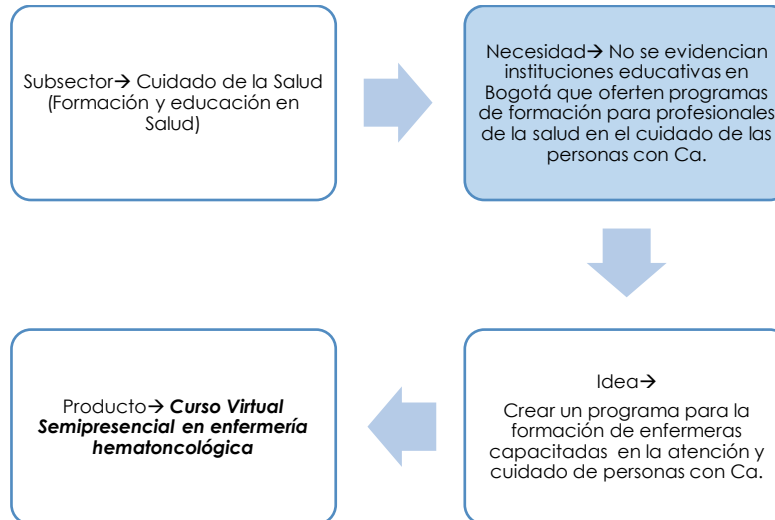 Subsector→ Cuidado de la Salud
(Formación y educación en
Salud)
Necesidad→ No se evidencian
instituciones educativas en
Bogotá que oferten programas
de formación para profesionales
de la salud en el cuidado de las
personas con Ca.
Idea→
Crear un programa para la
formación de enfermeras
capacitadas en la atención y
cuidado de personas con Ca.
Producto→ Curso Virtual
Semipresencial en enfermería
hematoncológica